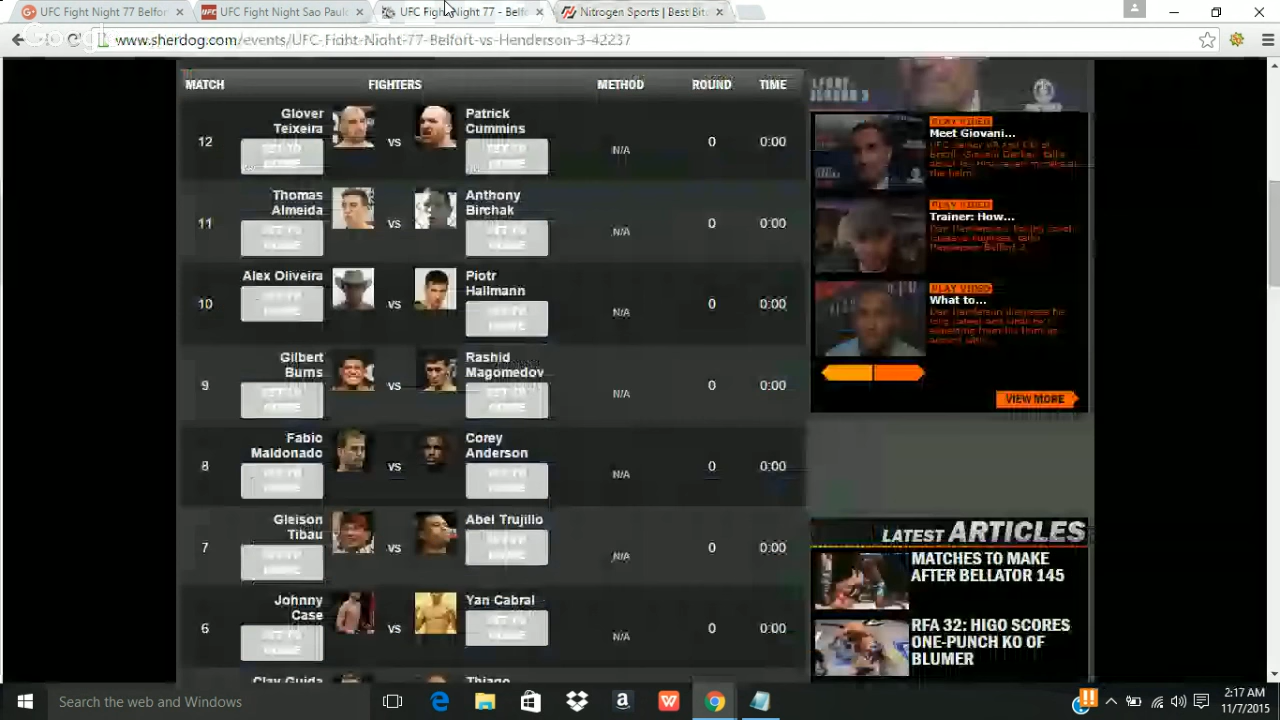 UFC Fight Night 77 Belfor
UFC Fight Night Sao Paulo
UFC Fight Night 77 - Belfo
Nitrogen Sports | Best Bit
www.sherdog.com/events/UFC-Fight-Night-77-Belfort-vs-Henderson-3-42237
MATCH FIGHTERS METHOD ROUND TIME
12 Glover Teixeira vs Patrick Cummins N/A 0 0:00
11 Thomas Almeida vs Anthony Birchak N/A 0 0:00
10 Alex Oliveira vs Piotr Hallmann N/A 0 0:00
9 Gilbert Burns vs Rashid Magomedov N/A 0 0:00
8 Fabio Maldonado vs Corey Anderson N/A 0 0:00
7 Gleison Tibau vs Abel Trujillo N/A 0 0:00
6 Johnny Case vs Yan Cabral N/A 0 0:00
Clay Guida Thiago
PLAY VIDEO
Meet Giovani...
PLAY VIDEO
Trainer: How...
PLAY VIDEO
What to...
VIEW MORE
LATEST ARTICLES
MATCHES TO MAKE
AFTER BELLATOR 145
RFA 32: HIGO SCORES
ONE-PUNCH KO OF
BLUMER
Search the web and Windows
2:17 AM
11/7/2015